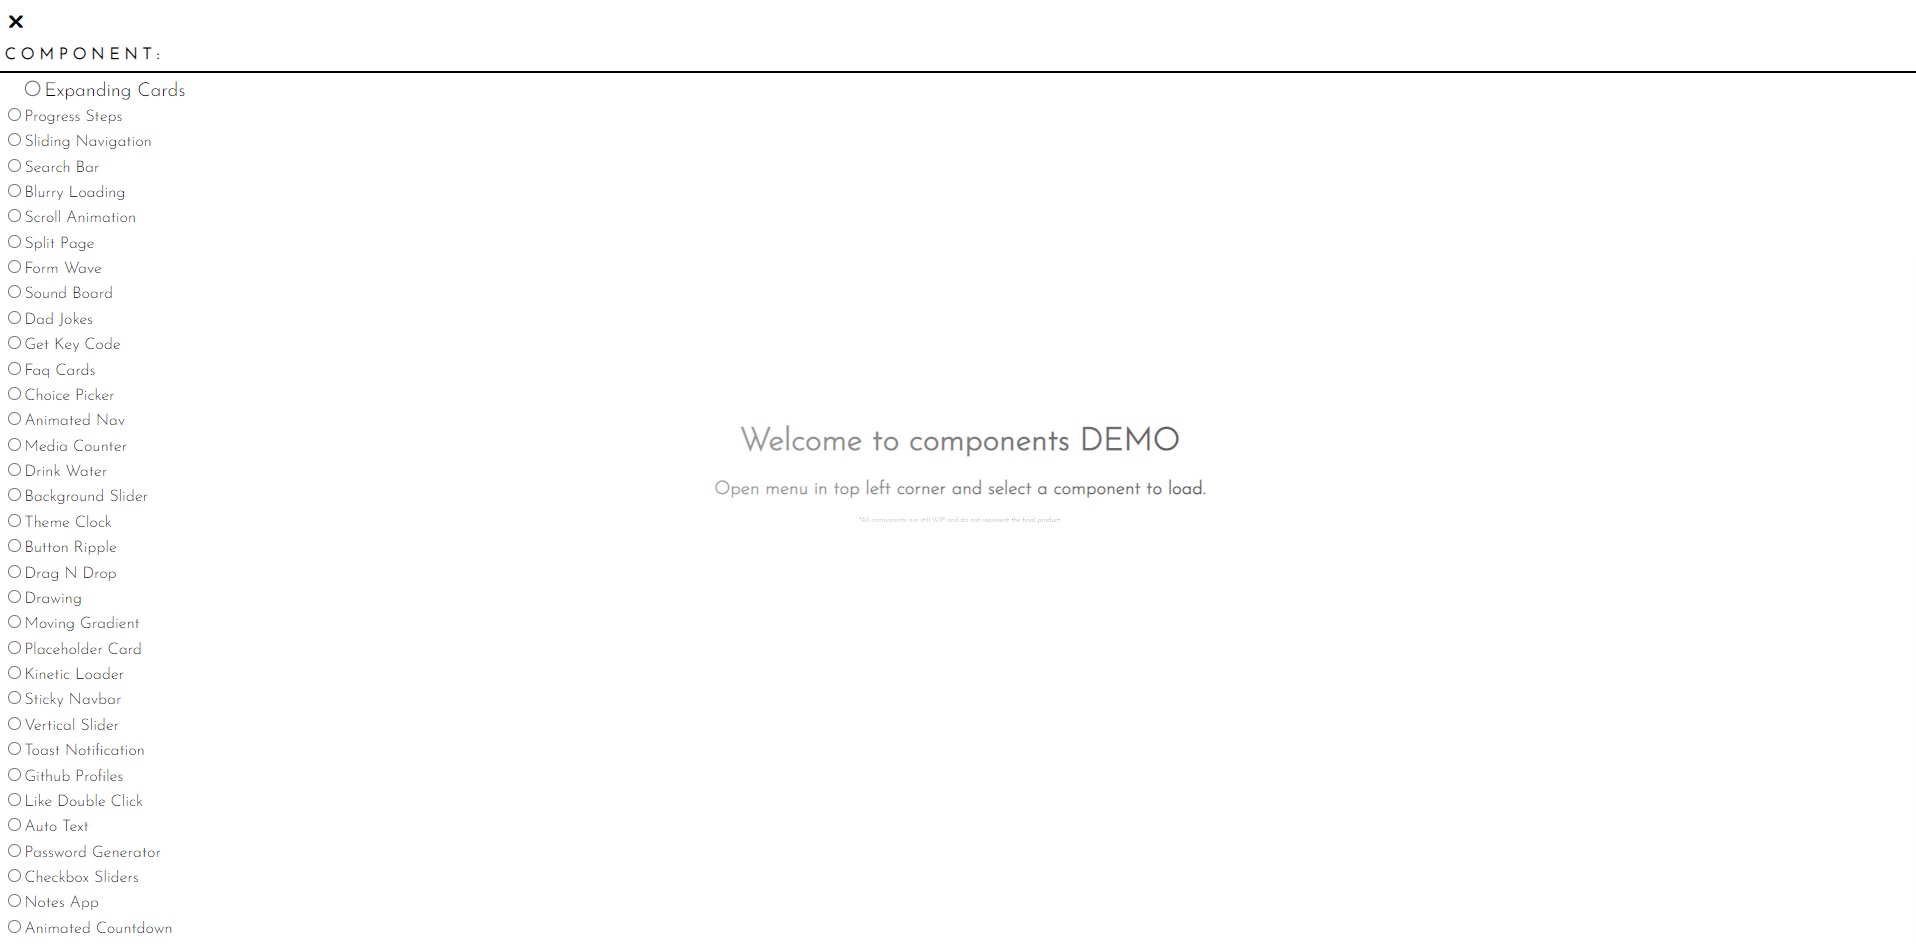 COMPONENT:
Expanding Cards
Progress Steps
Sliding Navigation
Search Bar
Blurry Loading
Scroll Animation
Split Page
Form Wave
Sound Board
Dad Jokes
Get Key Code
Faq Cards
Choice Picker
Animated Nav
Media Counter
Drink Water
Background Slider
Theme Clock
Button Ripple
Drag N Drop
Drawing
Moving Gradient
Placeholder Card
Kinetic Loader
Sticky Navbar
Vertical Slider
Toast Notification
Github Profiles
Like Double Click
Auto Text
Password Generator
Checkbox Sliders
Notes App
Animated Countdown
Welcome to components DEMO
Open menu in top left corner and select a component to load.
*All components are still WIP and do not represent the final product.